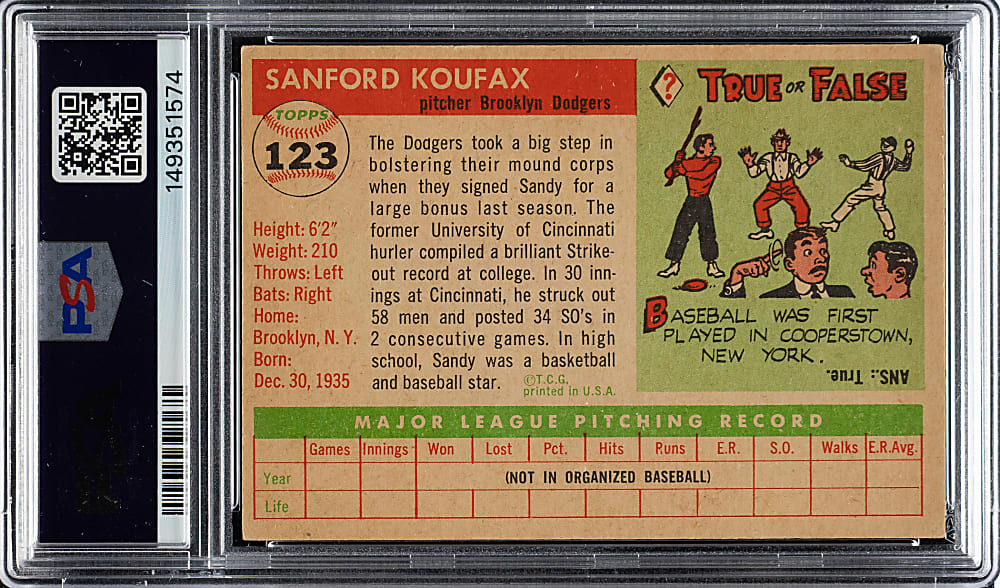 149351574
PSA
SANFORD KOUFAX
pitcher Brooklyn Dodgers
TOPPS
123
Height: 6'2"
Weight: 210
Throws: Left
Bats: Right
Home:
Brooklyn, N. Y.
Born:
Dec. 30, 1935
The Dodgers took a big step in
bolstering their mound corps
when they signed Sandy for a
large bonus last season. The
former University of Cincinnati
hurler compiled a brilliant Strike-
out record at college. In 30 inn-
ings at Cincinnati, he struck out
58 men and posted 34 SO's in
2 consecutive games. In high
school, Sandy was a basketball
and baseball star.
©T.C.G.
printed in U.S.A.
? TRUE OR FALSE
BASEBALL WAS FIRST
PLAYED IN COOPERSTOWN,
NEW YORK.
ANS.: True.
MAJOR LEAGUE PITCHING RECORD
Games Innings Won Lost Pct. Hits Runs E.R. S.O. Walks E.R.Avg.
Year (NOT IN ORGANIZED BASEBALL)
Life